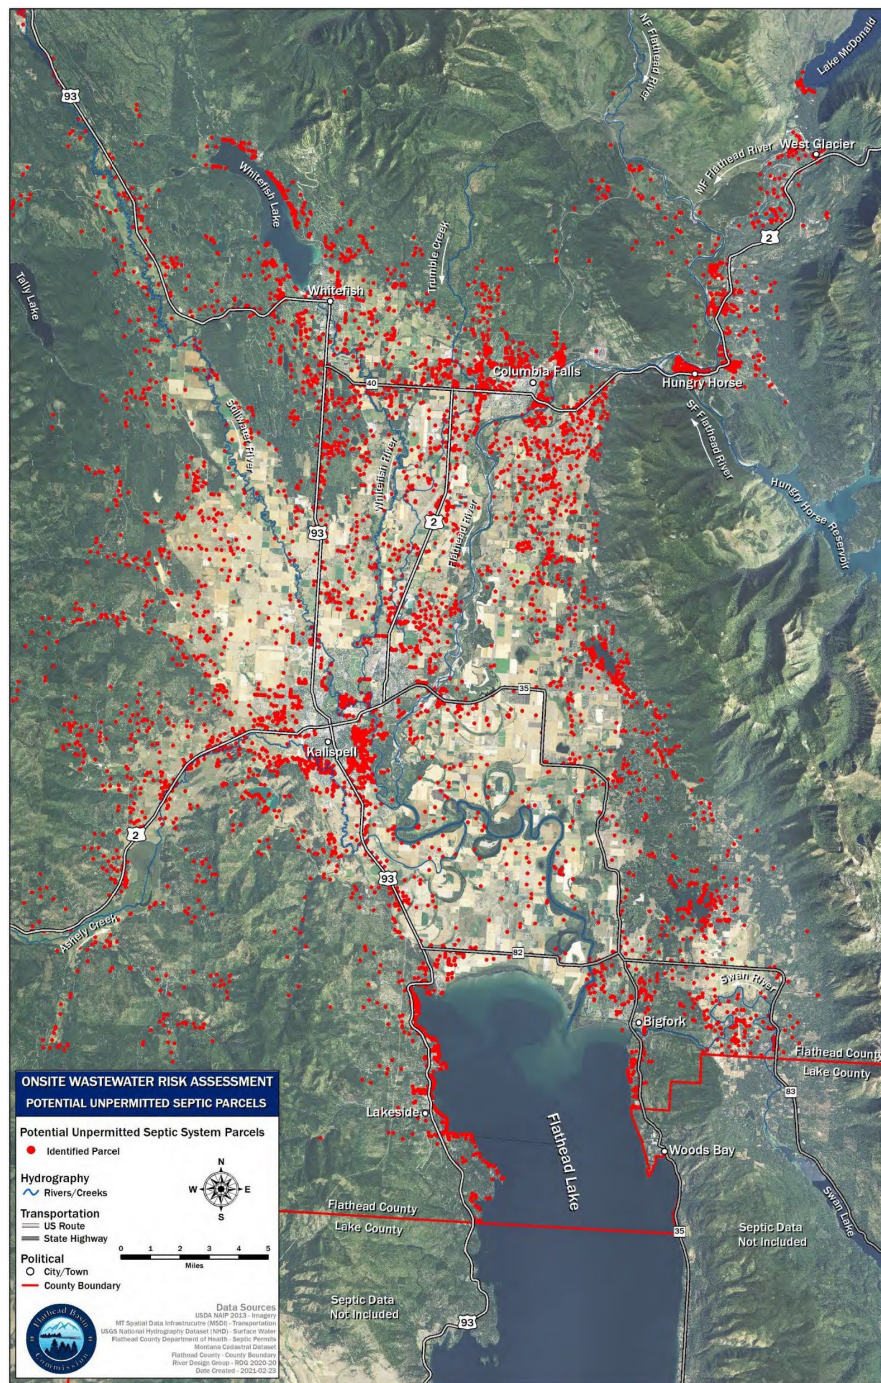 93
NF Flathead River
Lake McDonald
West Glacier
MF Flathead River
Whitefish Lake
2
Trumble Creek
Tally Lake
Whitefish
Columbia Falls
40
Hungry Horse
Stillwater River
SF Flathead River
Whitefish River
Hungry Horse Reservoir
2
93
Flathead River
35
Kalispell
2
93
Ashely Creek
82
Swan River
Bigfork
Flathead County
Lake County
83
Lakeside
Flathead Lake
Woods Bay
Swan Lake
Flathead County
Lake County
35
Septic Data
Not Included
Septic Data
Not Included
93
ONSITE WASTEWATER RISK ASSESSMENT
POTENTIAL UNPERMITTED SEPTIC PARCELS
Potential Unpermitted Septic System Parcels
Identified Parcel
Hydrography
Rivers/Creeks
Transportation
US Route
State Highway
Political
City/Town
County Boundary
N
W E
S
0 1 2 3 4 5
Miles
Flathead Basin
Commission
Data Sources
USDA NAIP 2013 - Imagery
MT Spatial Data Infrastrucutre (MSDI) - Transportation
USGS National Hydrography Dataset (NHD) - Surface Water
Flathead County Department of Health - Septic Permits
Montana Cadastral Dataset
Flathead County - County Boundary
River Design Group - RDG 2020-20
Date Created - 2021-02-23